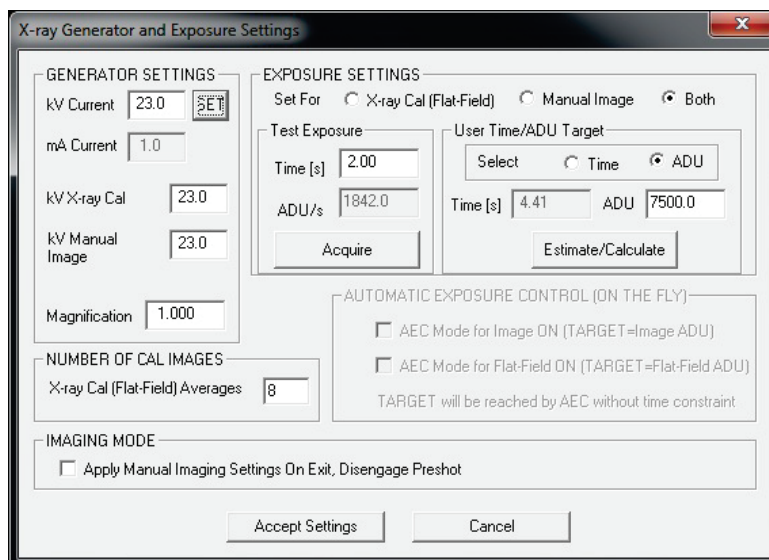 X-ray Generator and Exposure Settings
GENERATOR SETTINGS
kV Current 23.0 SET
mA Current 1.0
kV X-ray Cal 23.0
kV Manual Image 23.0
Magnification 1.000
EXPOSURE SETTINGS
Set For X-ray Cal (Flat-Field) Manual Image Both
Test Exposure
Time [s] 2.00
ADU/s 1842.0
Acquire
User Time/ADU Target
Select Time ADU
Time [s] 4.41 ADU 7500.0
Estimate/Calculate
AUTOMATIC EXPOSURE CONTROL (ON THE FLY)
AEC Mode for Image ON (TARGET=Image ADU)
AEC Mode for Flat-Field ON (TARGET=Flat-Field ADU)
TARGET will be reached by AEC without time constraint
NUMBER OF CAL IMAGES
X-ray Cal (Flat-Field) Averages 8
IMAGING MODE
Apply Manual Imaging Settings On Exit, Disengage Preshot
Accept Settings Cancel